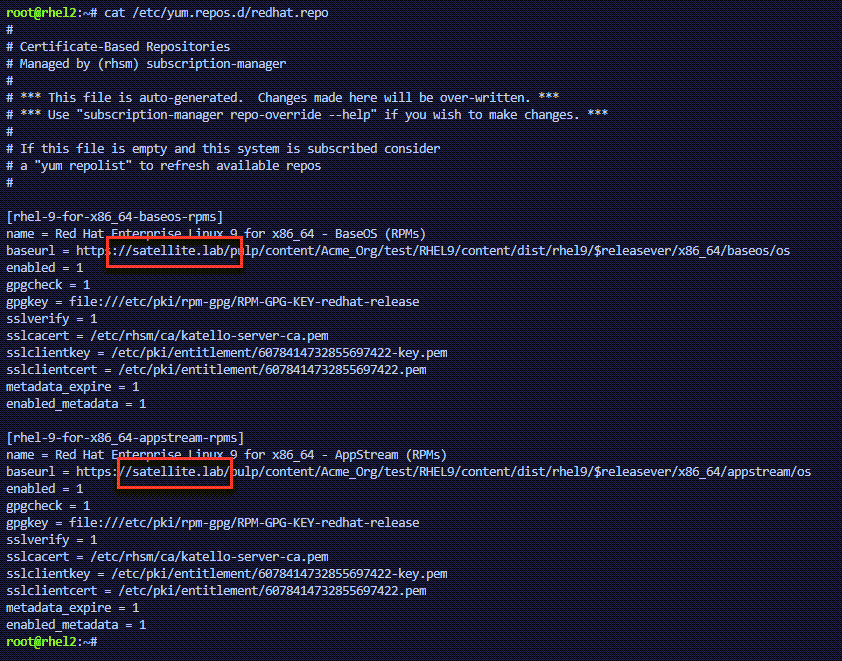 root@rhel2:~# cat /etc/yum.repos.d/redhat.repo
#
# Certificate-Based Repositories
# Managed by (rhsm) subscription-manager
#
# *** This file is auto-generated.  Changes made here will be over-written. ***
# *** Use "subscription-manager repo-override --help" if you wish to make changes. ***
#
# If this file is empty and this system is subscribed consider
# a "yum repolist" to refresh available repos
#

[rhel-9-for-x86_64-baseos-rpms]
name = Red Hat Enterprise Linux 9 for x86_64 - BaseOS (RPMs)
baseurl = https://satellite.lab/pulp/content/Acme_Org/test/RHEL9/content/dist/rhel9/$releasever/x86_64/baseos/os
enabled = 1
gpgcheck = 1
gpgkey = file:///etc/pki/rpm-gpg/RPM-GPG-KEY-redhat-release
sslverify = 1
sslcacert = /etc/rhsm/ca/katello-server-ca.pem
sslclientkey = /etc/pki/entitlement/6078414732855697422-key.pem
sslclientcert = /etc/pki/entitlement/6078414732855697422.pem
metadata_expire = 1
enabled_metadata = 1

[rhel-9-for-x86_64-appstream-rpms]
name = Red Hat Enterprise Linux 9 for x86_64 - AppStream (RPMs)
baseurl = https://satellite.lab/pulp/content/Acme_Org/test/RHEL9/content/dist/rhel9/$releasever/x86_64/appstream/os
enabled = 1
gpgcheck = 1
gpgkey = file:///etc/pki/rpm-gpg/RPM-GPG-KEY-redhat-release
sslverify = 1
sslcacert = /etc/rhsm/ca/katello-server-ca.pem
sslclientkey = /etc/pki/entitlement/6078414732855697422-key.pem
sslclientcert = /etc/pki/entitlement/6078414732855697422.pem
metadata_expire = 1
enabled_metadata = 1
root@rhel2:~#